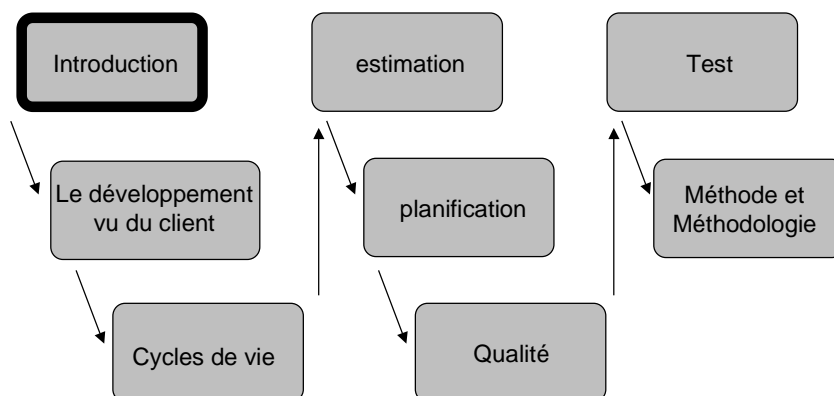 Introduction
Le développement
vu du client
Cycles de vie
estimation
planification
Qualité
Test
Méthode et
Méthodologie